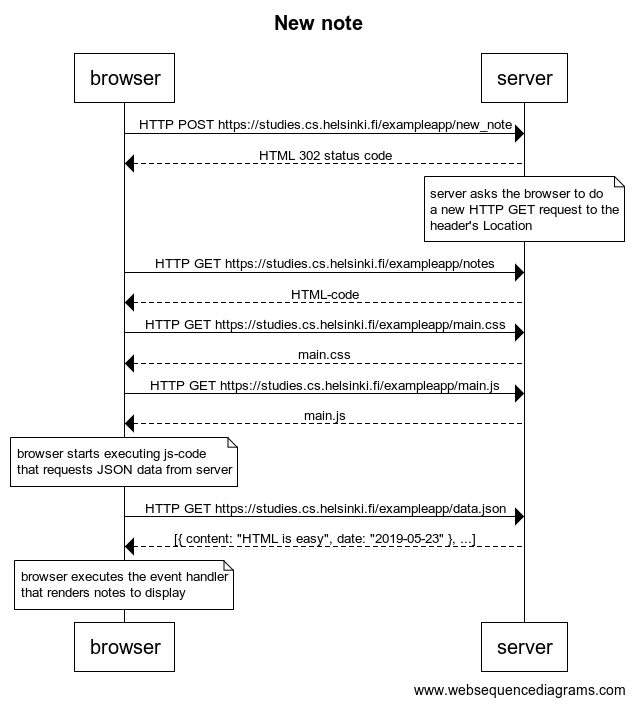 New note
browser
server
HTTP POST https://studies.cs.helsinki.fi/exampleapp/new_note
HTML 302 status code
server asks the browser to do
a new HTTP GET request to the
header's Location
HTTP GET https://studies.cs.helsinki.fi/exampleapp/notes
HTML-code
HTTP GET https://studies.cs.helsinki.fi/exampleapp/main.css
main.css
HTTP GET https://studies.cs.helsinki.fi/exampleapp/main.js
main.js
browser starts executing js-code
that requests JSON data from server
HTTP GET https://studies.cs.helsinki.fi/exampleapp/data.json
[{ content: "HTML is easy", date: "2019-05-23" }, ...]
browser executes the event handler
that renders notes to display
browser
server
www.websequencediagrams.com